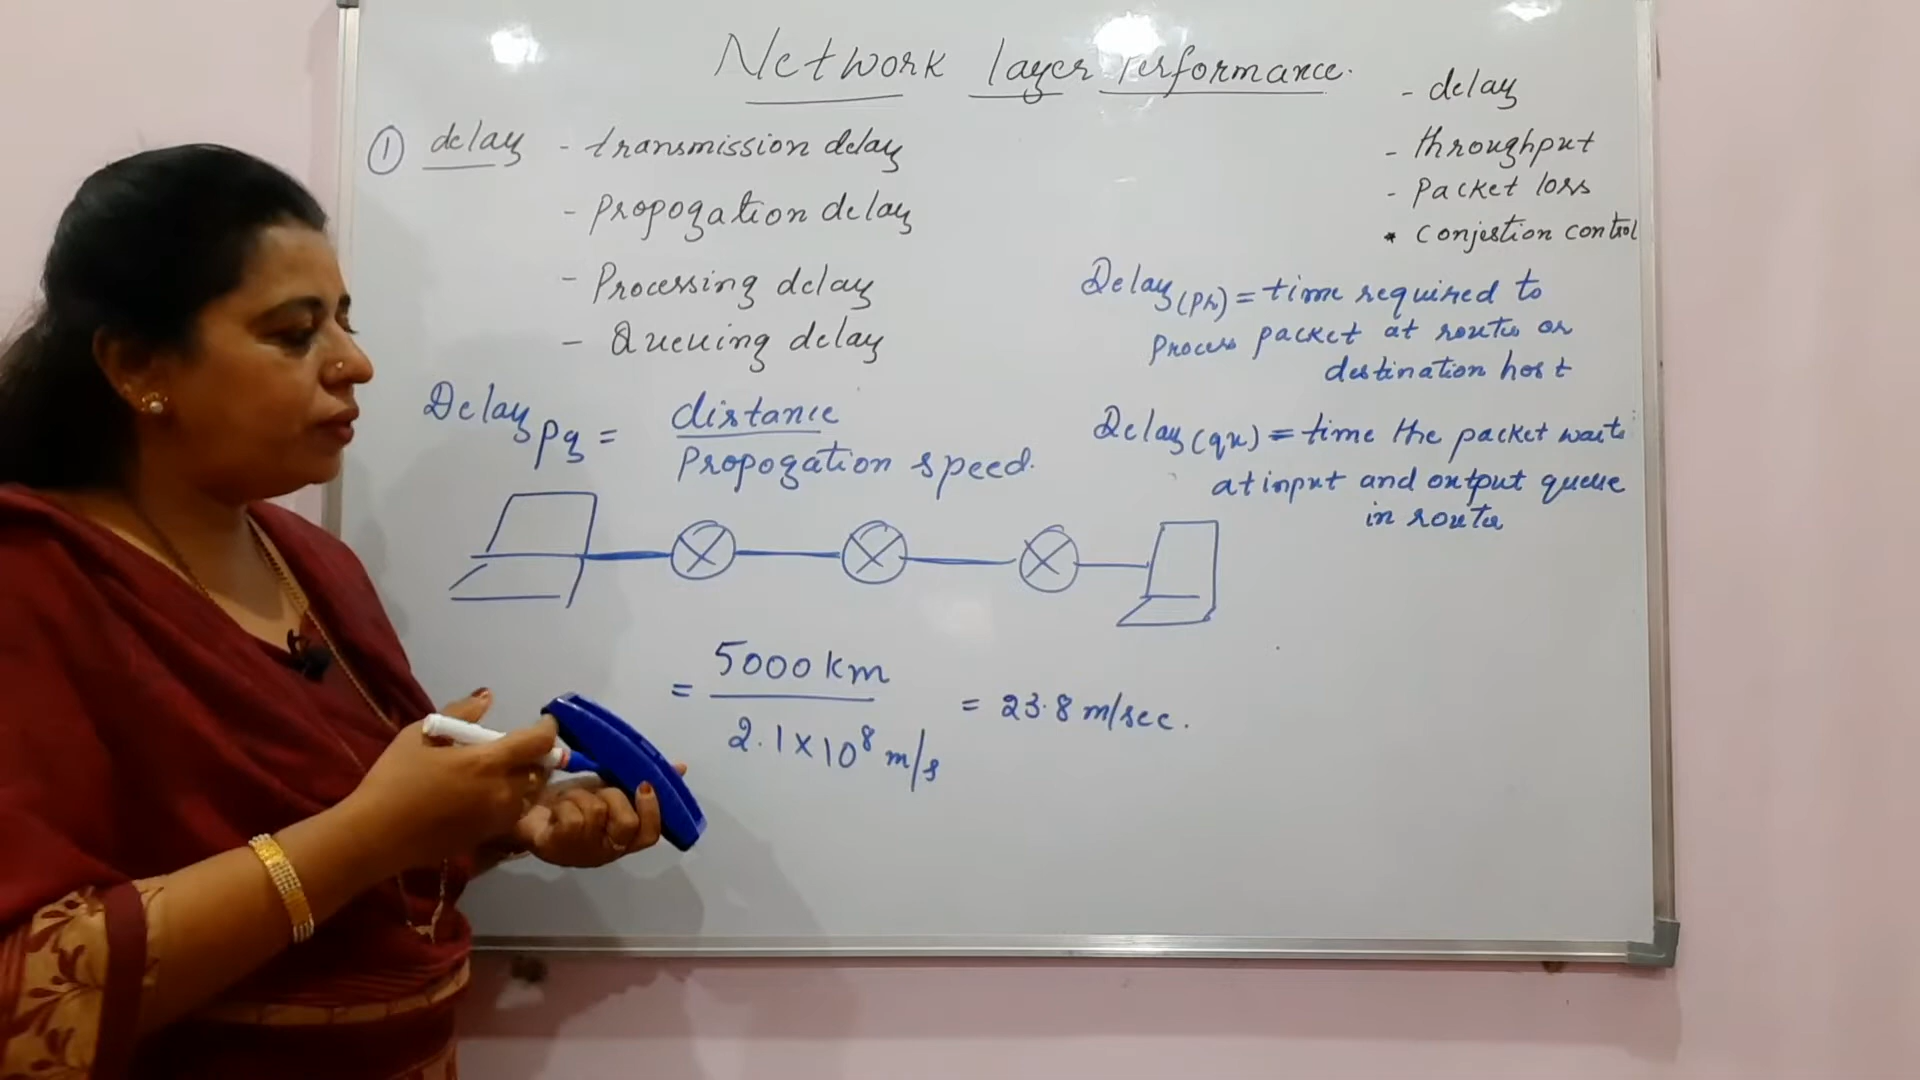 Network layer Performance.
- delay
- throughput
- Packet loss
* conjestion control
① delay - transmission delay
- Propogation delay
- Processing delay
- Queuing delay
Delay pg = distance
Propogation speed.
Delay (Pr) = time required to
Process packet at router or
destination host
Delay (qu) = time the packet waits
at input and output queue
in router
= 5000 km
2.1 × 10⁸ m/s
= 23.8 m/sec.